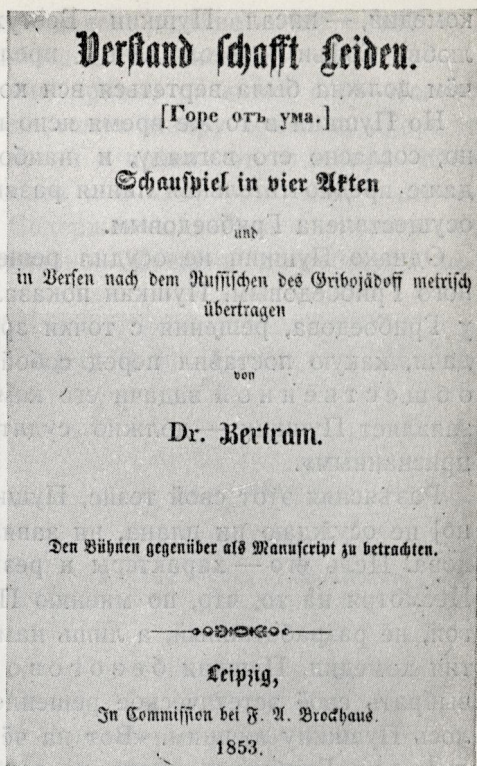 Verstand schafft Leiden.
[Горе отъ ума.]
Schauspiel in vier Akten
und
in Versen nach dem Russischen des Gribojädoff metrisch
übertragen
von
Dr. Bertram.
Den Bühnen gegenüber als Manuscript zu betrachten.
Leipzig,
In Commission bei F. A. Brockhaus.
1853.